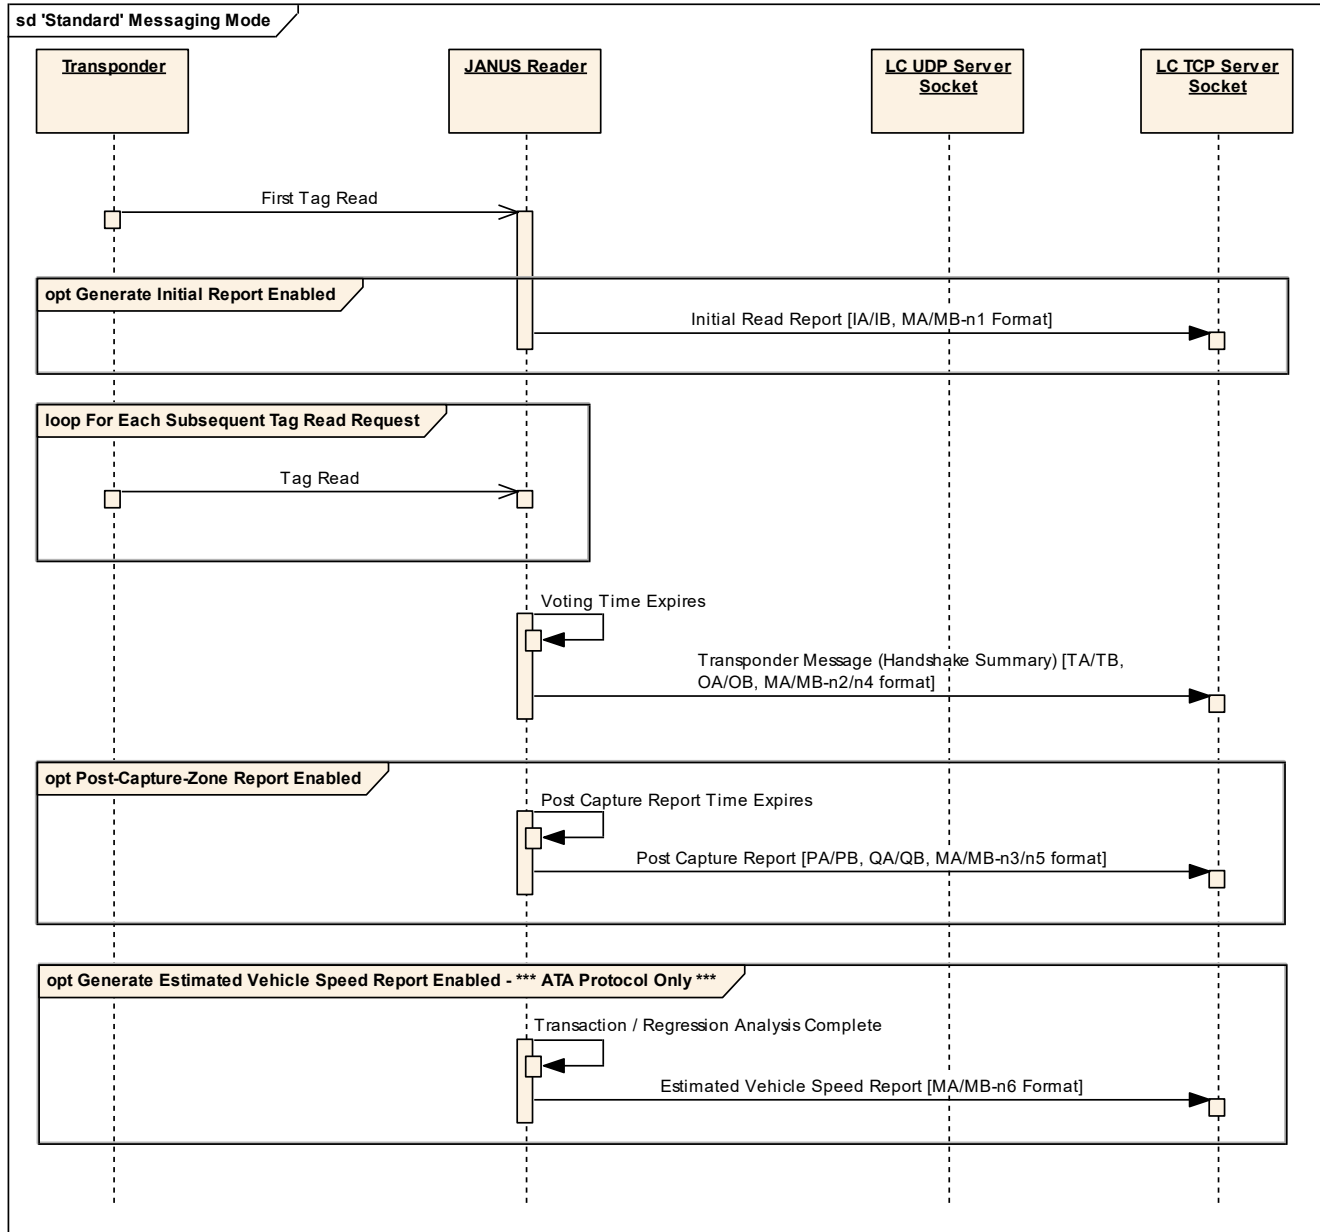 sd 'Standard' Messaging Mode
Transponder
JANUS Reader
LC UDP Server
Socket
LC TCP Server
Socket
First Tag Read
opt Generate Initial Report Enabled
Initial Read Report [IA/IB, MA/MB-n1 Format]
loop For Each Subsequent Tag Read Request
Tag Read
Voting Time Expires
Transponder Message (Handshake Summary) [TA/TB,
OA/OB, MA/MB-n2/n4 format]
opt Post-Capture-Zone Report Enabled
Post Capture Report Time Expires
Post Capture Report [PA/PB, QA/QB, MA/MB-n3/n5 format]
opt Generate Estimated Vehicle Speed Report Enabled - *** ATA Protocol Only ***
Transaction / Regression Analysis Complete
Estimated Vehicle Speed Report [MA/MB-n6 Format]